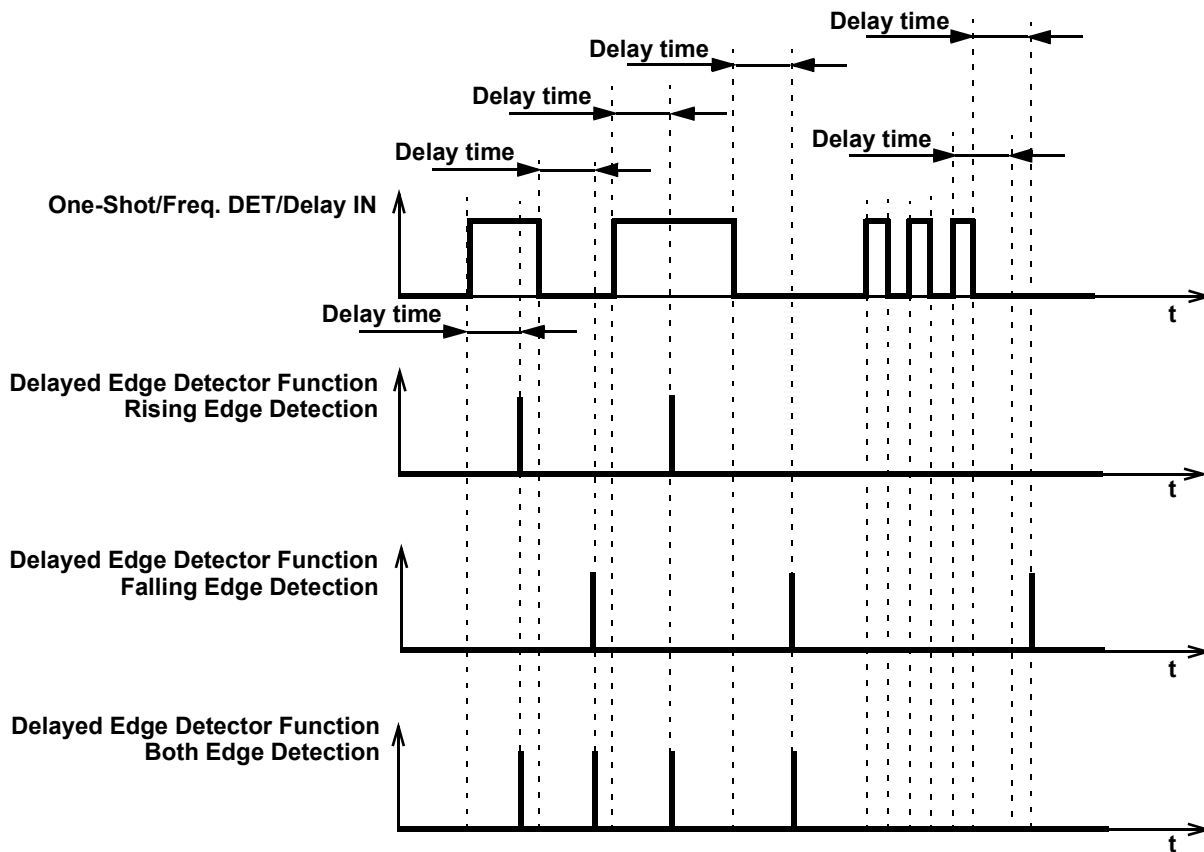 Delay time
Delay time
Delay time
Delay time
Delay time
One-Shot/Freq. DET/Delay IN
t
Delay time
Delayed Edge Detector Function
Rising Edge Detection
t
Delayed Edge Detector Function
Falling Edge Detection
t
Delayed Edge Detector Function
Both Edge Detection
t